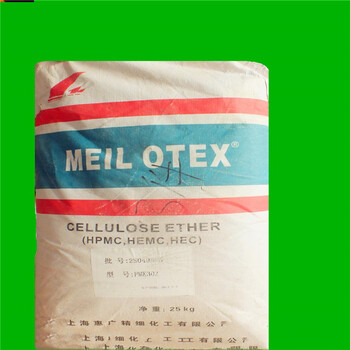 MEIL OTEX®
CELLULOSE ETHER
(HPMC,HEMC,HEC)
批 号:
型 号:
净 重: 25kg
上 海 惠 广 精 细 化 工 有 限 公 司